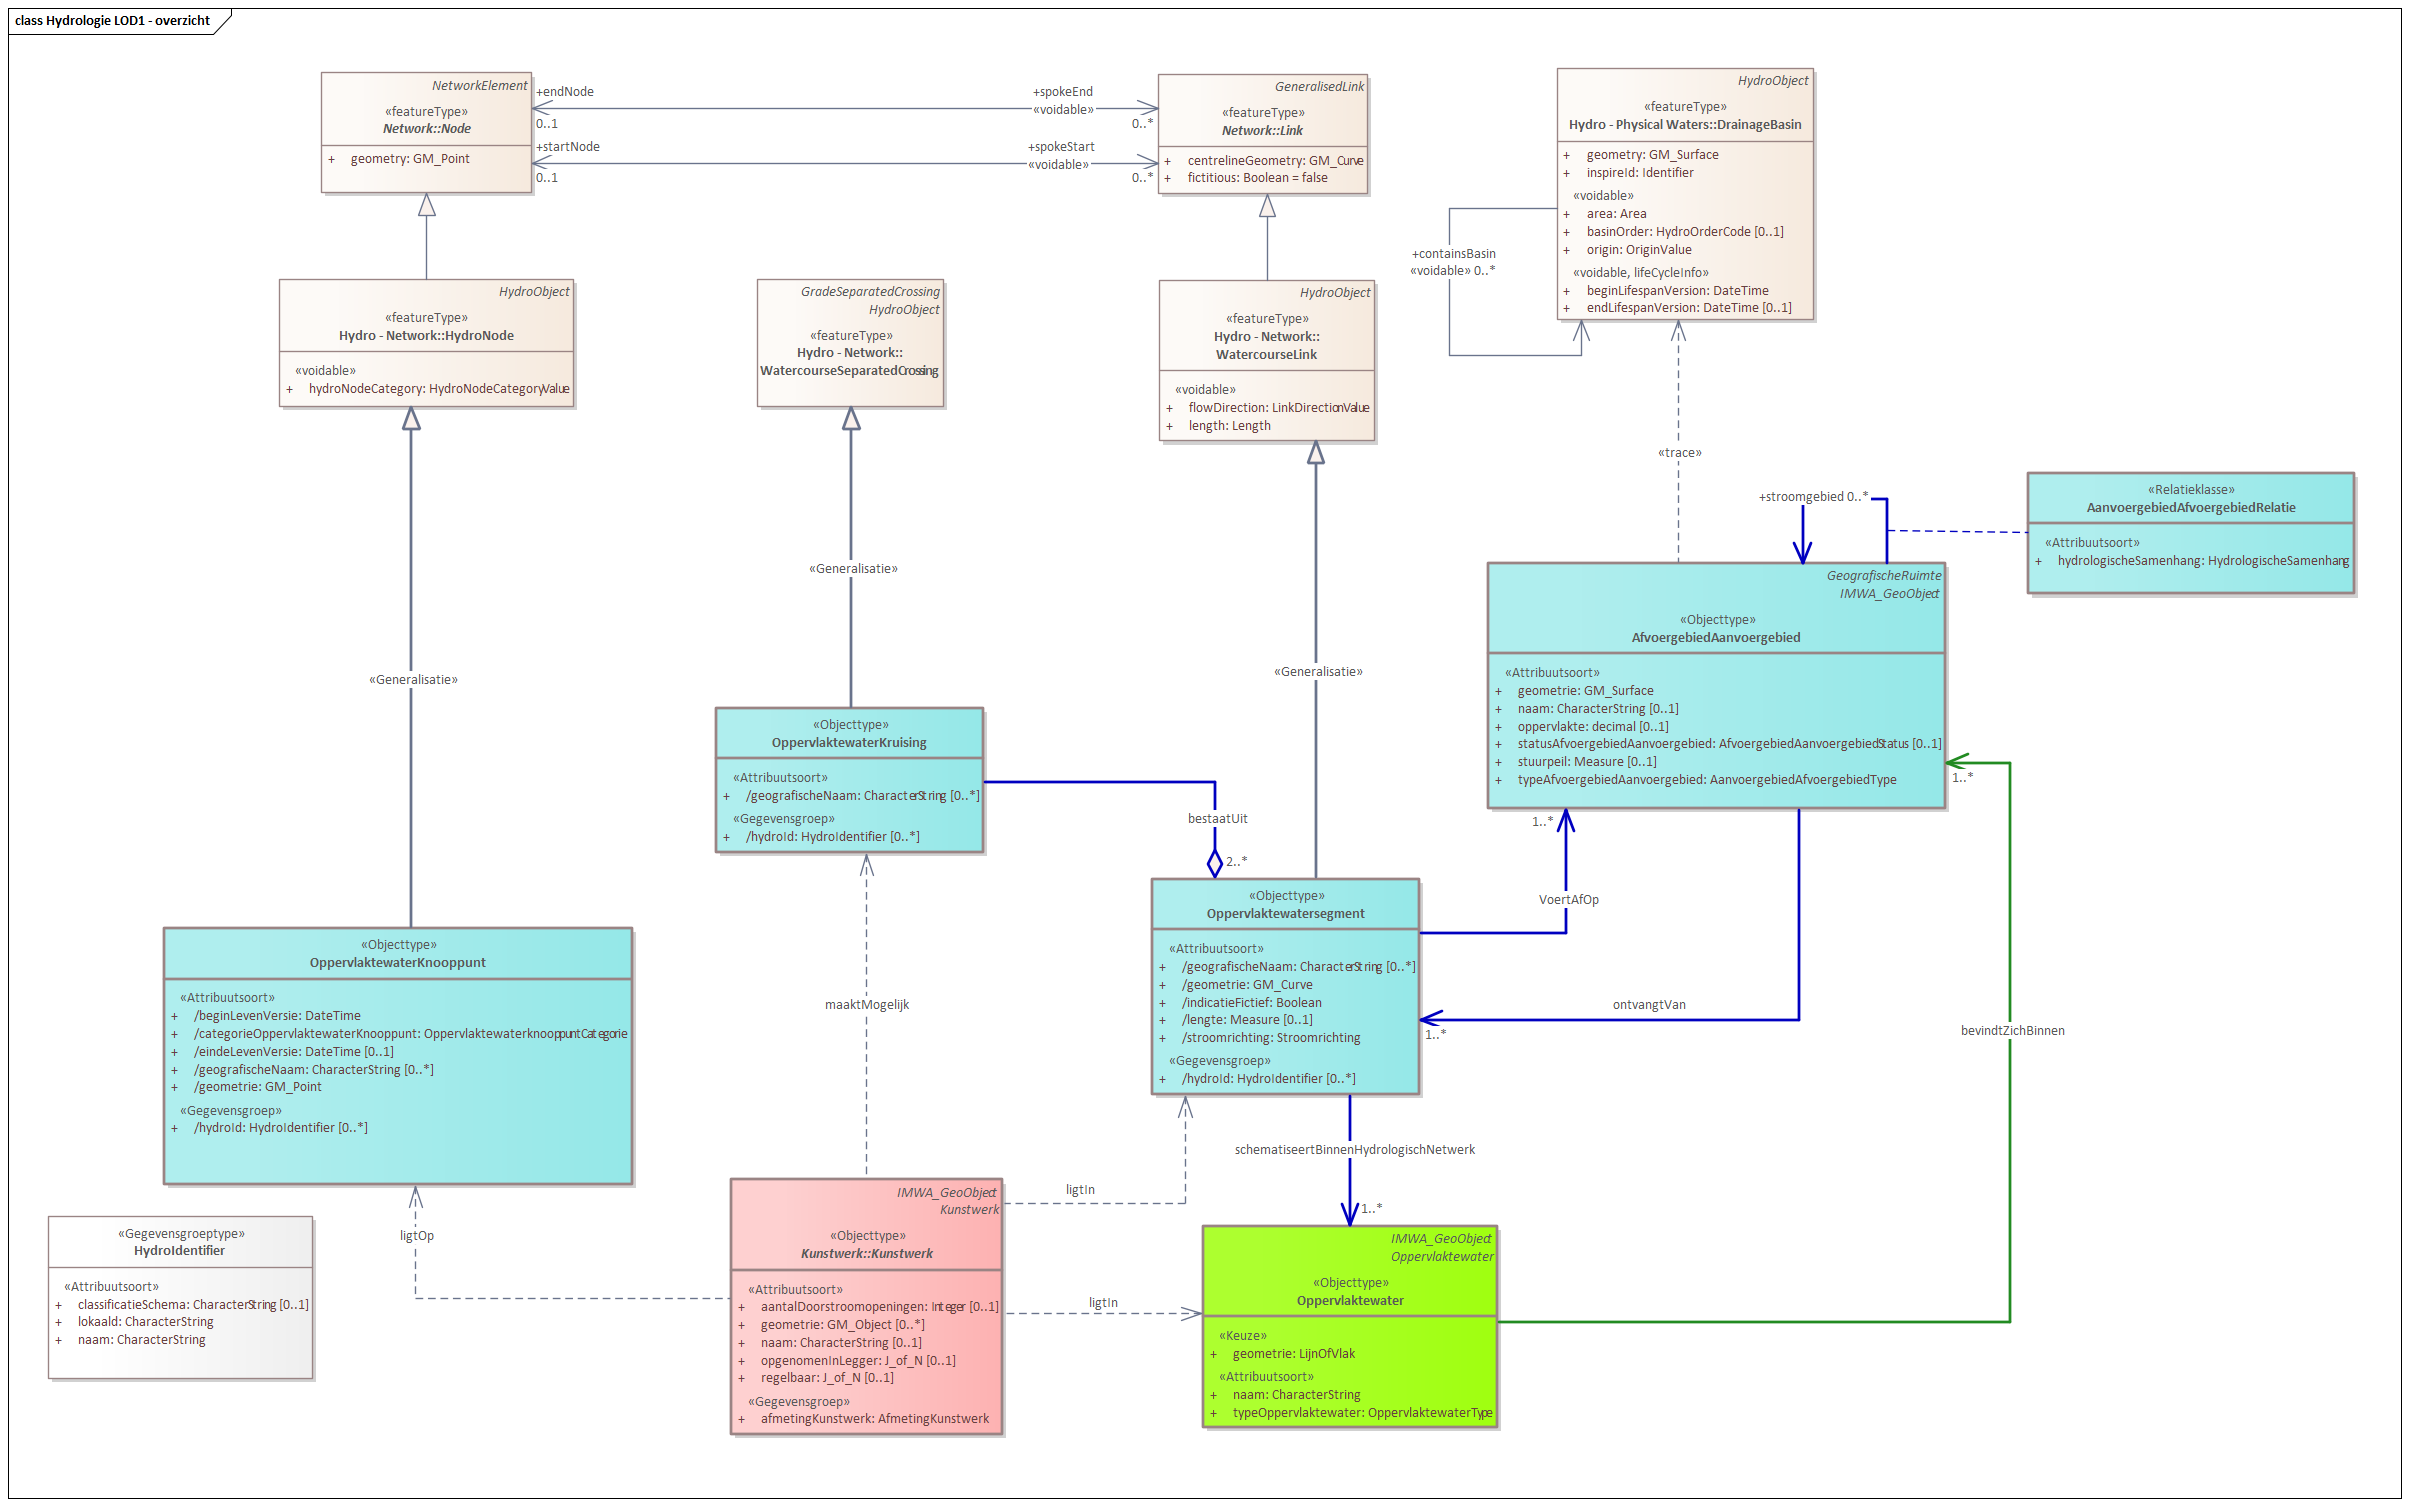 class Hydrologie LOD1 - overzicht
NetworkElement
«featureType»
Network::Node
+ geometry: GM_Point
+endNode
0..1
+startNode
0..1
+spokeEnd
«voidable»
0..*
+spokeStart
«voidable»
0..*
GeneralisedLink
«featureType»
Network::Link
+ centrelineGeometry: GM_Curve
+ fictitious: Boolean = false
HydroObject
«featureType»
Hydro - Physical Waters::DrainageBasin
+ geometry: GM_Surface
+ inspireId: Identifier
«voidable»
+ area: Area
+ basinOrder: HydroOrderCode [0..1]
+ origin: OriginValue
«voidable, lifeCycleInfo»
+ beginLifespanVersion: DateTime
+ endLifespanVersion: DateTime [0..1]
+containsBasin
«voidable» 0..*
HydroObject
«featureType»
Hydro - Network::HydroNode
«voidable»
+ hydroNodeCategory: HydroNodeCategoryValue
GradeSeparatedCrossing
HydroObject
«featureType»
Hydro - Network::
WatercourseSeparatedCrossing
HydroObject
«featureType»
Hydro - Network::
WatercourseLink
«voidable»
+ flowDirection: LinkDirectionValue
+ length: Length
«trace»
+stroomgebied 0..*
«Relatieklasse»
AanvoergebiedAfvoergebiedRelatie
«Attribuutsoort»
+ hydrologischeSamenhang: HydrologischeSamenhang
«Generalisatie»
«Generalisatie»
«Generalisatie»
GeografischeRuimte
IMWA_GeoObject
«Objecttype»
AfvoergebiedAanvoergebied
«Attribuutsoort»
+ geometrie: GM_Surface
+ naam: CharacterString [0..1]
+ oppervlakte: decimal [0..1]
+ statusAfvoergebiedAanvoergebied: AfvoergebiedAanvoergebiedStatus [0..1]
+ stuurpeil: Measure [0..1]
+ typeAfvoergebiedAanvoergebied: AanvoergebiedAfvoergebiedType
1..*
1..*
«Objecttype»
OppervlaktewaterKruising
«Attribuutsoort»
+ /geografischeNaam: CharacterString [0..*]
«Gegevensgroep»
+ /hydroId: HydroIdentifier [0..*]
bestaatUit
2..*
VoertAfOp
«Objecttype»
Oppervlaktewatersegment
«Attribuutsoort»
+ /geografischeNaam: CharacterString [0..*]
+ /geometrie: GM_Curve
+ /indicatieFictief: Boolean
+ /lengte: Measure [0..1]
+ /stroomrichting: Stroomrichting
«Gegevensgroep»
+ /hydroId: HydroIdentifier [0..*]
ontvangtVan
1..*
bevindtZichBinnen
«Objecttype»
OppervlaktewaterKnooppunt
«Attribuutsoort»
+ /beginLevenVersie: DateTime
+ /categorieOppervlaktewaterKnooppunt: OppervlaktewaterknooppuntCategorie
+ /eindeLevenVersie: DateTime [0..1]
+ /geografischeNaam: CharacterString [0..*]
+ /geometrie: GM_Point
«Gegevensgroep»
+ /hydroId: HydroIdentifier [0..*]
maaktMogelijk
schematiseertBinnenHydrologischNetwerk
1..*
ligtIn
ligtOp
ligtIn
«Gegevensgroeptype»
HydroIdentifier
«Attribuutsoort»
+ classificatieSchema: CharacterString [0..1]
+ lokaalId: CharacterString
+ naam: CharacterString
IMWA_GeoObject
Kunstwerk
«Objecttype»
Kunstwerk::Kunstwerk
«Attribuutsoort»
+ aantalDoorstroomopeningen: Integer [0..1]
+ geometrie: GM_Object [0..*]
+ naam: CharacterString [0..1]
+ opgenomenInLegger: J_of_N [0..1]
+ regelbaar: J_of_N [0..1]
«Gegevensgroep»
+ afmetingKunstwerk: AfmetingKunstwerk
IMWA_GeoObject
Oppervlaktewater
«Objecttype»
Oppervlaktewater
«Keuze»
+ geometrie: LijnOfVlak
«Attribuutsoort»
+ naam: CharacterString
+ typeOppervlaktewater: OppervlaktewaterType